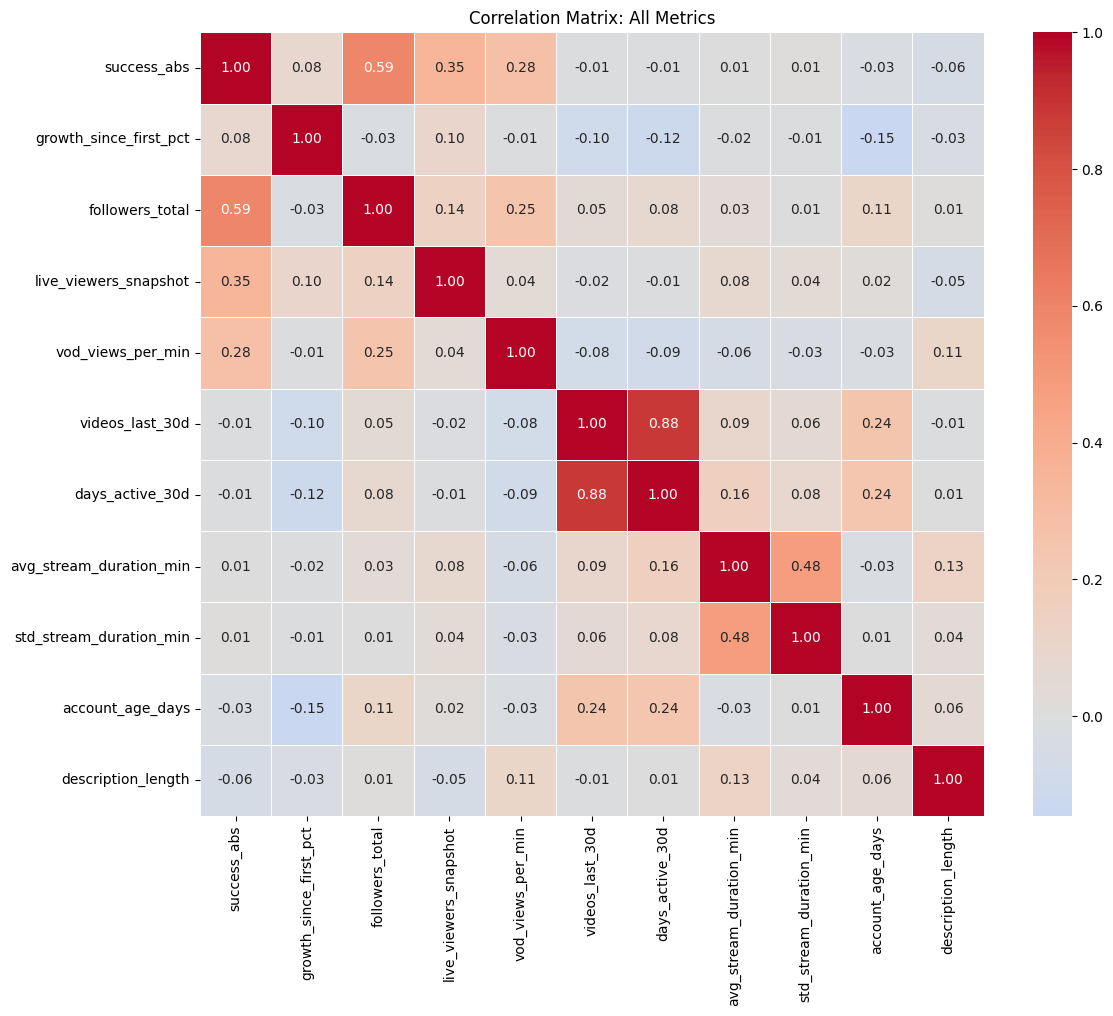 Correlation Matrix: All Metrics
success_abs 1.00 0.08 0.59 0.35 0.28 -0.01 -0.01 0.01 0.01 -0.03 -0.06
growth_since_first_pct 0.08 1.00 -0.03 0.10 -0.01 -0.10 -0.12 -0.02 -0.01 -0.15 -0.03
followers_total 0.59 -0.03 1.00 0.14 0.25 0.05 0.08 0.03 0.01 0.11 0.01
live_viewers_snapshot 0.35 0.10 0.14 1.00 0.04 -0.02 -0.01 0.08 0.04 0.02 -0.05
vod_views_per_min 0.28 -0.01 0.25 0.04 1.00 -0.08 -0.09 -0.06 -0.03 -0.03 0.11
videos_last_30d -0.01 -0.10 0.05 -0.02 -0.08 1.00 0.88 0.09 0.06 0.24 -0.01
days_active_30d -0.01 -0.12 0.08 -0.01 -0.09 0.88 1.00 0.16 0.08 0.24 0.01
avg_stream_duration_min 0.01 -0.02 0.03 0.08 -0.06 0.09 0.16 1.00 0.48 -0.03 0.13
std_stream_duration_min 0.01 -0.01 0.01 0.04 -0.03 0.06 0.08 0.48 1.00 0.01 0.04
account_age_days -0.03 -0.15 0.11 0.02 -0.03 0.24 0.24 -0.03 0.01 1.00 0.06
description_length -0.06 -0.03 0.01 -0.05 0.11 -0.01 0.01 0.13 0.04 0.06 1.00
success_abs
growth_since_first_pct
followers_total
live_viewers_snapshot
vod_views_per_min
videos_last_30d
days_active_30d
avg_stream_duration_min
std_stream_duration_min
account_age_days
description_length
1.0
0.8
0.6
0.4
0.2
0.0